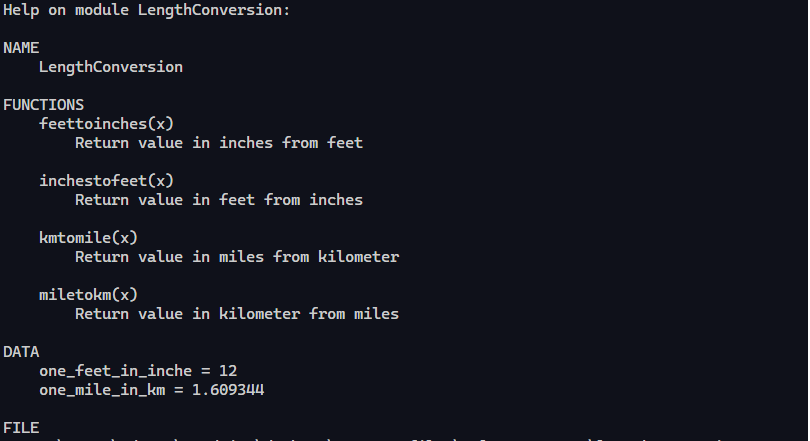 Help on module LengthConversion:
NAME
LengthConversion
FUNCTIONS
feettoinches(x)
Return value in inches from feet
inchestofeet(x)
Return value in feet from inches
kmtomile(x)
Return value in miles from kilometer
miletokm(x)
Return value in kilometer from miles
DATA
one_feet_in_inche = 12
one_mile_in_km = 1.609344
FILE